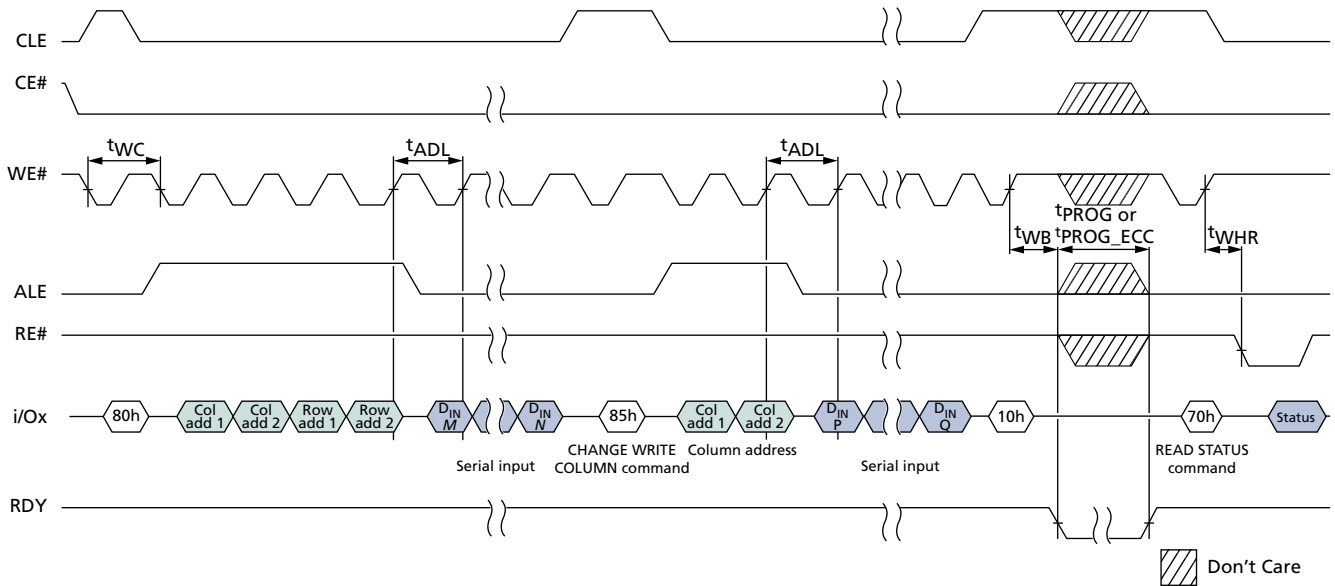 CLE
CE#
tWC
tADL
tADL
WE#
tWB
tPROG or
tPROG_ECC
tWHR
ALE
RE#
i/Ox
80h
Col add 1
Col add 2
Row add 1
Row add 2
DIN M
DIN N
85h
Col add 1
Col add 2
DIN P
DIN Q
10h
70h
Status
Serial input
CHANGE WRITE
COLUMN command
Column address
Serial input
READ STATUS
command
RDY
Don't Care